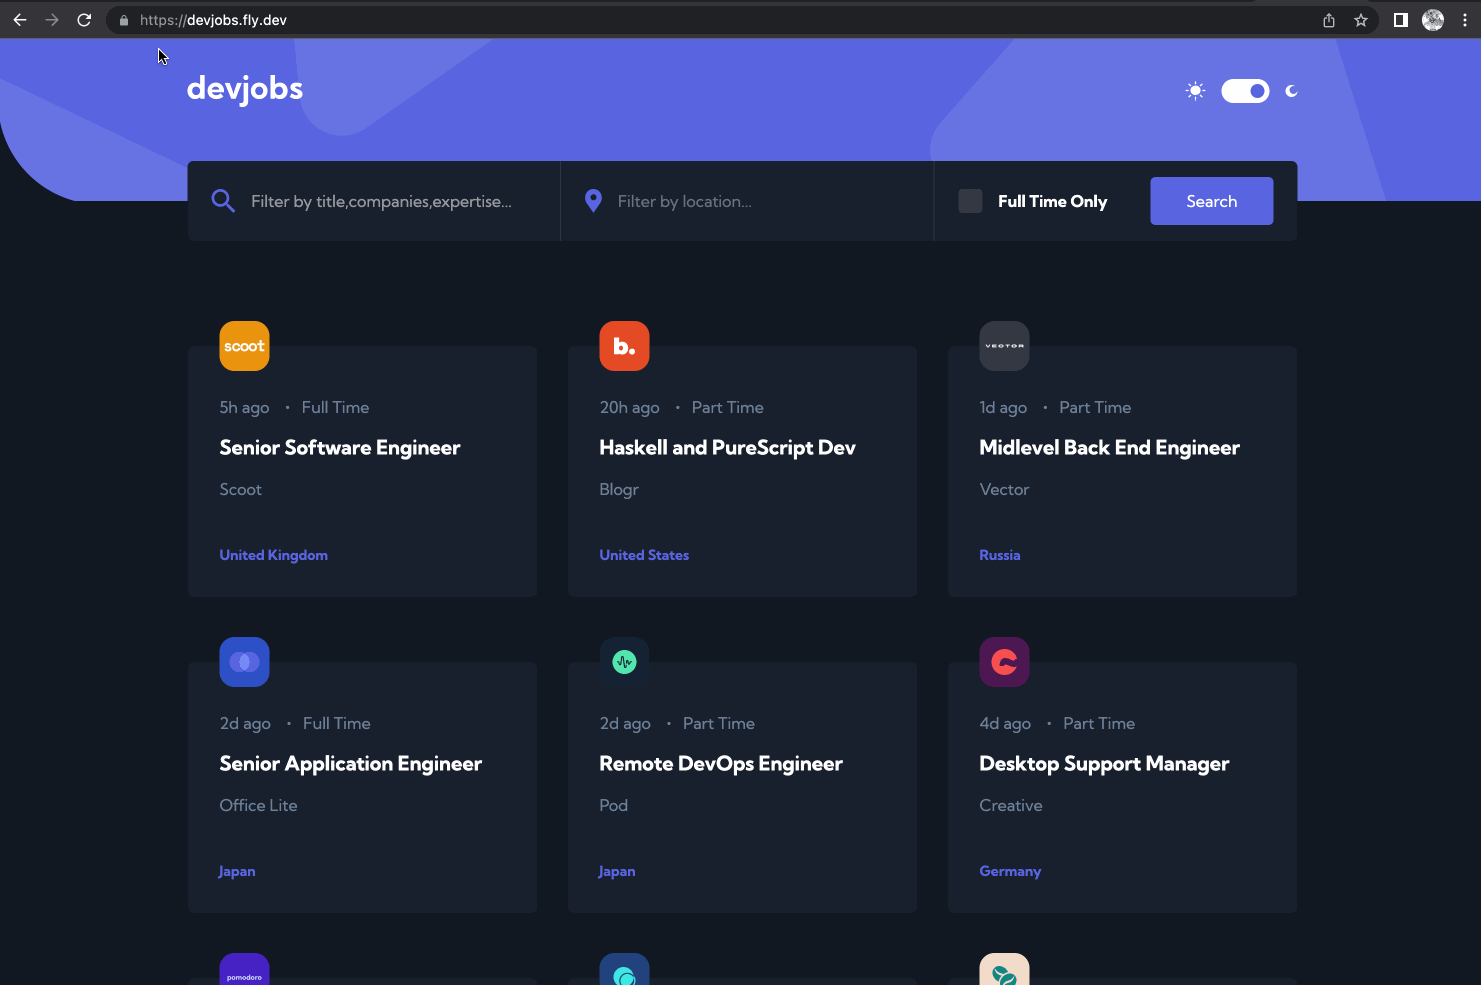 https://devjobs.fly.dev
devjobs
Filter by title,companies,expertise...
Filter by location...
Full Time Only
Search
scoot
5h ago • Full Time
Senior Software Engineer
Scoot
United Kingdom
b.
20h ago • Part Time
Haskell and PureScript Dev
Blogr
United States
VECTOR
1d ago • Part Time
Midlevel Back End Engineer
Vector
Russia
2d ago • Full Time
Senior Application Engineer
Office Lite
Japan
2d ago • Part Time
Remote DevOps Engineer
Pod
Japan
4d ago • Part Time
Desktop Support Manager
Creative
Germany
pomodoro